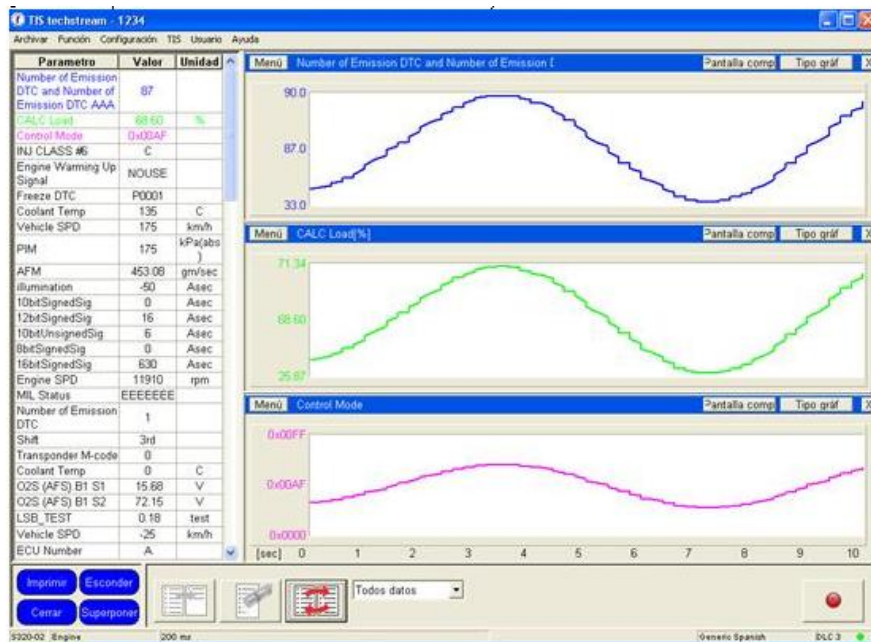 TIS techstream - 1234
Archivar Función Configuración TIS Usuario Ayuda
Parametro Valor Unidad
Number of Emission DTC and Number of Emission DTC AAA 87
CALC Load 68.60 %
Control Mode 0x00AF
INJ CLASS #6 C
Engine Warming Up Signal NOUSE
Freeze DTC P0001
Coolant Temp 135 C
Vehicle SPD 175 km/h
PIM 175 kPa(abs)
AFM 453.08 gm/sec
illumination -50 Asec
10bitSignedSig 0 Asec
12bitSignedSig 16 Asec
10bitUnsignedSig 6 Asec
8bitSignedSig 0 Asec
16bitSignedSig 630 Asec
Engine SPD 11910 rpm
MIL Status EEEEEEE
Number of Emission DTC 1
Shift 3rd
Transponder M-code 0
Coolant Temp 0 C
O2S (AFS) B1 S1 15.68 V
O2S (AFS) B1 S2 72.15 V
LSB_TEST 0.18 test
Vehicle SPD -25 km/h
ECU Number A
Menú Number of Emission DTC and Number of Emission D Pantalla comp Tipo gráf X
90.0
87.0
33.0
Menú CALC Load[%] Pantalla comp Tipo gráf X
71.34
68.60
25.87
Menú Control Mode Pantalla comp Tipo gráf X
0x00FF
0x00AF
0x0000
[sec] 0 1 2 3 4 5 6 7 8 9 10
Imprimir Esconder
Cerrar Superponer
Todos datos
S320-02 Engine 200 ms Generic Spanish DLC 3